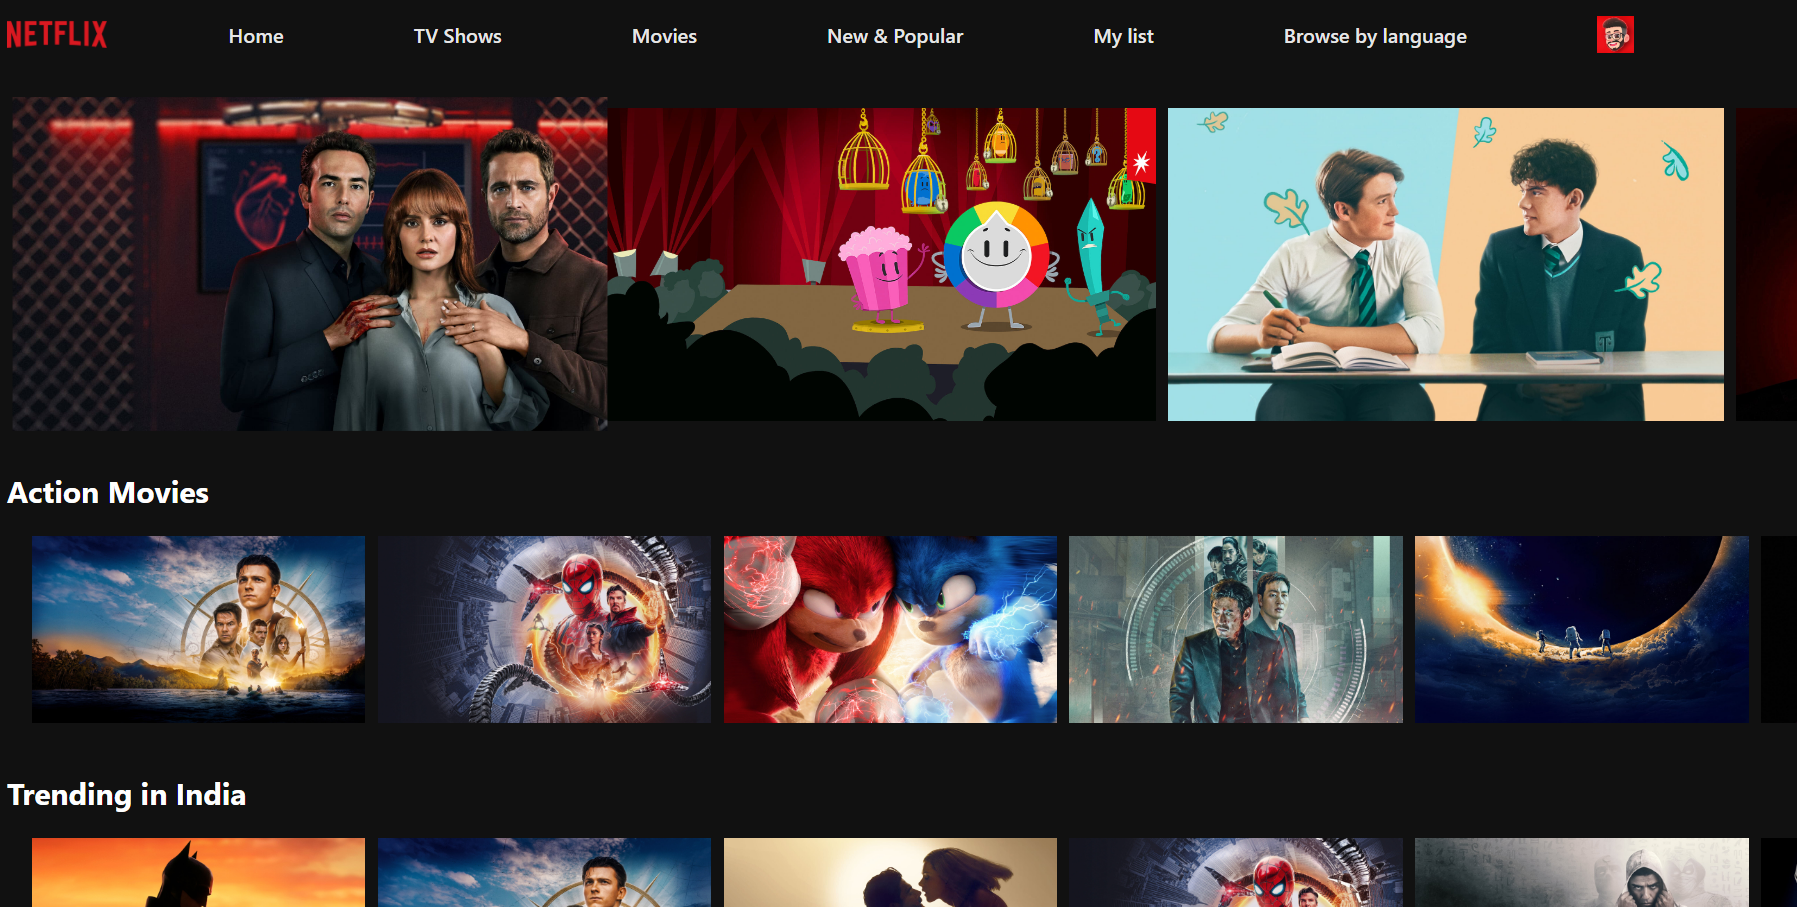 NETFLIX
Home
TV Shows
Movies
New & Popular
My list
Browse by language
Action Movies
Trending in India